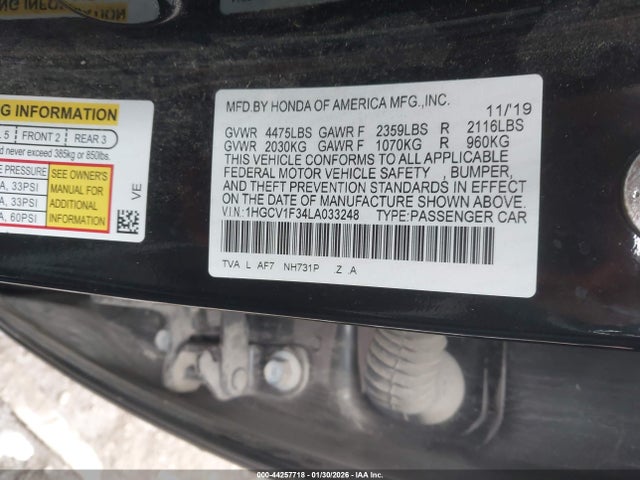 NG INFORMATION
NG INFORMATION
L 5 FRONT 2 REAR 3
d never exceed 385kg or 850lbs.
E PRESSURE
A, 33PSI
A, 33PSI
A, 60PSI
SEE OWNER'S
MANUAL FOR
ADDITIONAL
INFORMATION
VE
MFD.BY HONDA OF AMERICA MFG.,INC. 11/19
GVWR 4475LBS GAWR F 2359LBS R 2116LBS
GVWR 2030KG GAWR F 1070KG R 960KG
THIS VEHICLE CONFORMS TO ALL APPLICABLE
FEDERAL MOTOR VEHICLE SAFETY , BUMPER,
AND THEFT PREVENTION STANDARDS IN EFFECT
ON THE DATE OF MANUFACTURE SHOWN ABOVE.
V.I.N:1HGCV1F34LA033248 TYPE:PASSENGER CAR
TVA L AF7 NH731P .Z .A
000-44257718 | 01/30/2026 | IAA Inc.